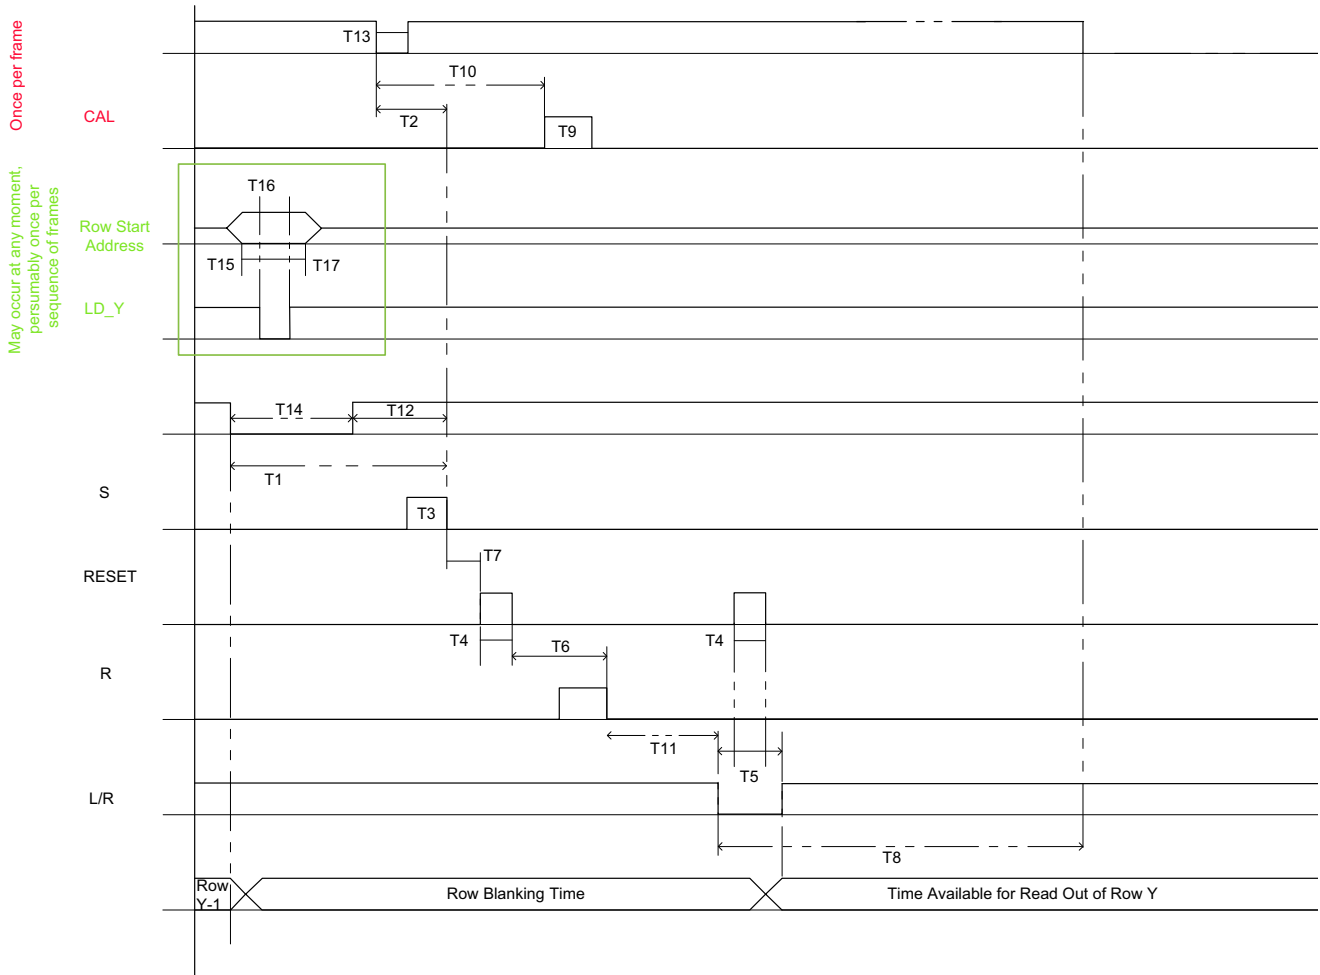 Once per frame
T13
T10
T2
CAL
T9
May occur at any moment,
persumably once per
sequence of frames
T16
Row Start
Address
T15
T17
LD_Y
T14
T12
T1
S
T3
T7
RESET
T4
T6
T4
R
T11
T5
L/R
T8
Row
Y-1
Row Blanking Time
Time Available for Read Out of Row Y